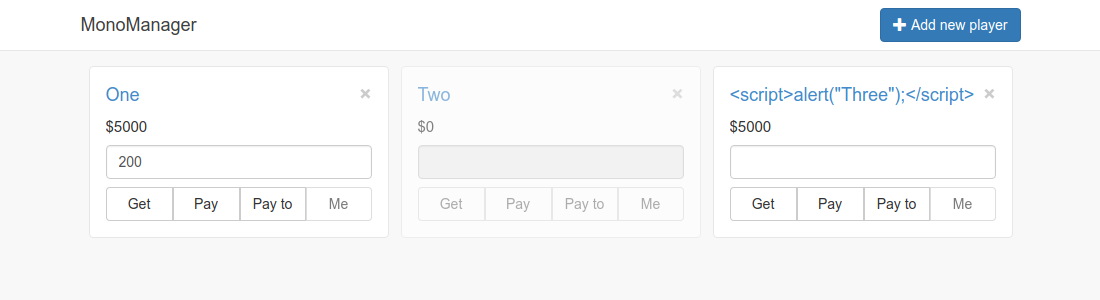 MonoManager
Add new player
One ×
$5000
200
Get Pay Pay to Me
Two ×
$0
Get Pay Pay to Me
<script>alert("Three");</script> ×
$5000
Get Pay Pay to Me